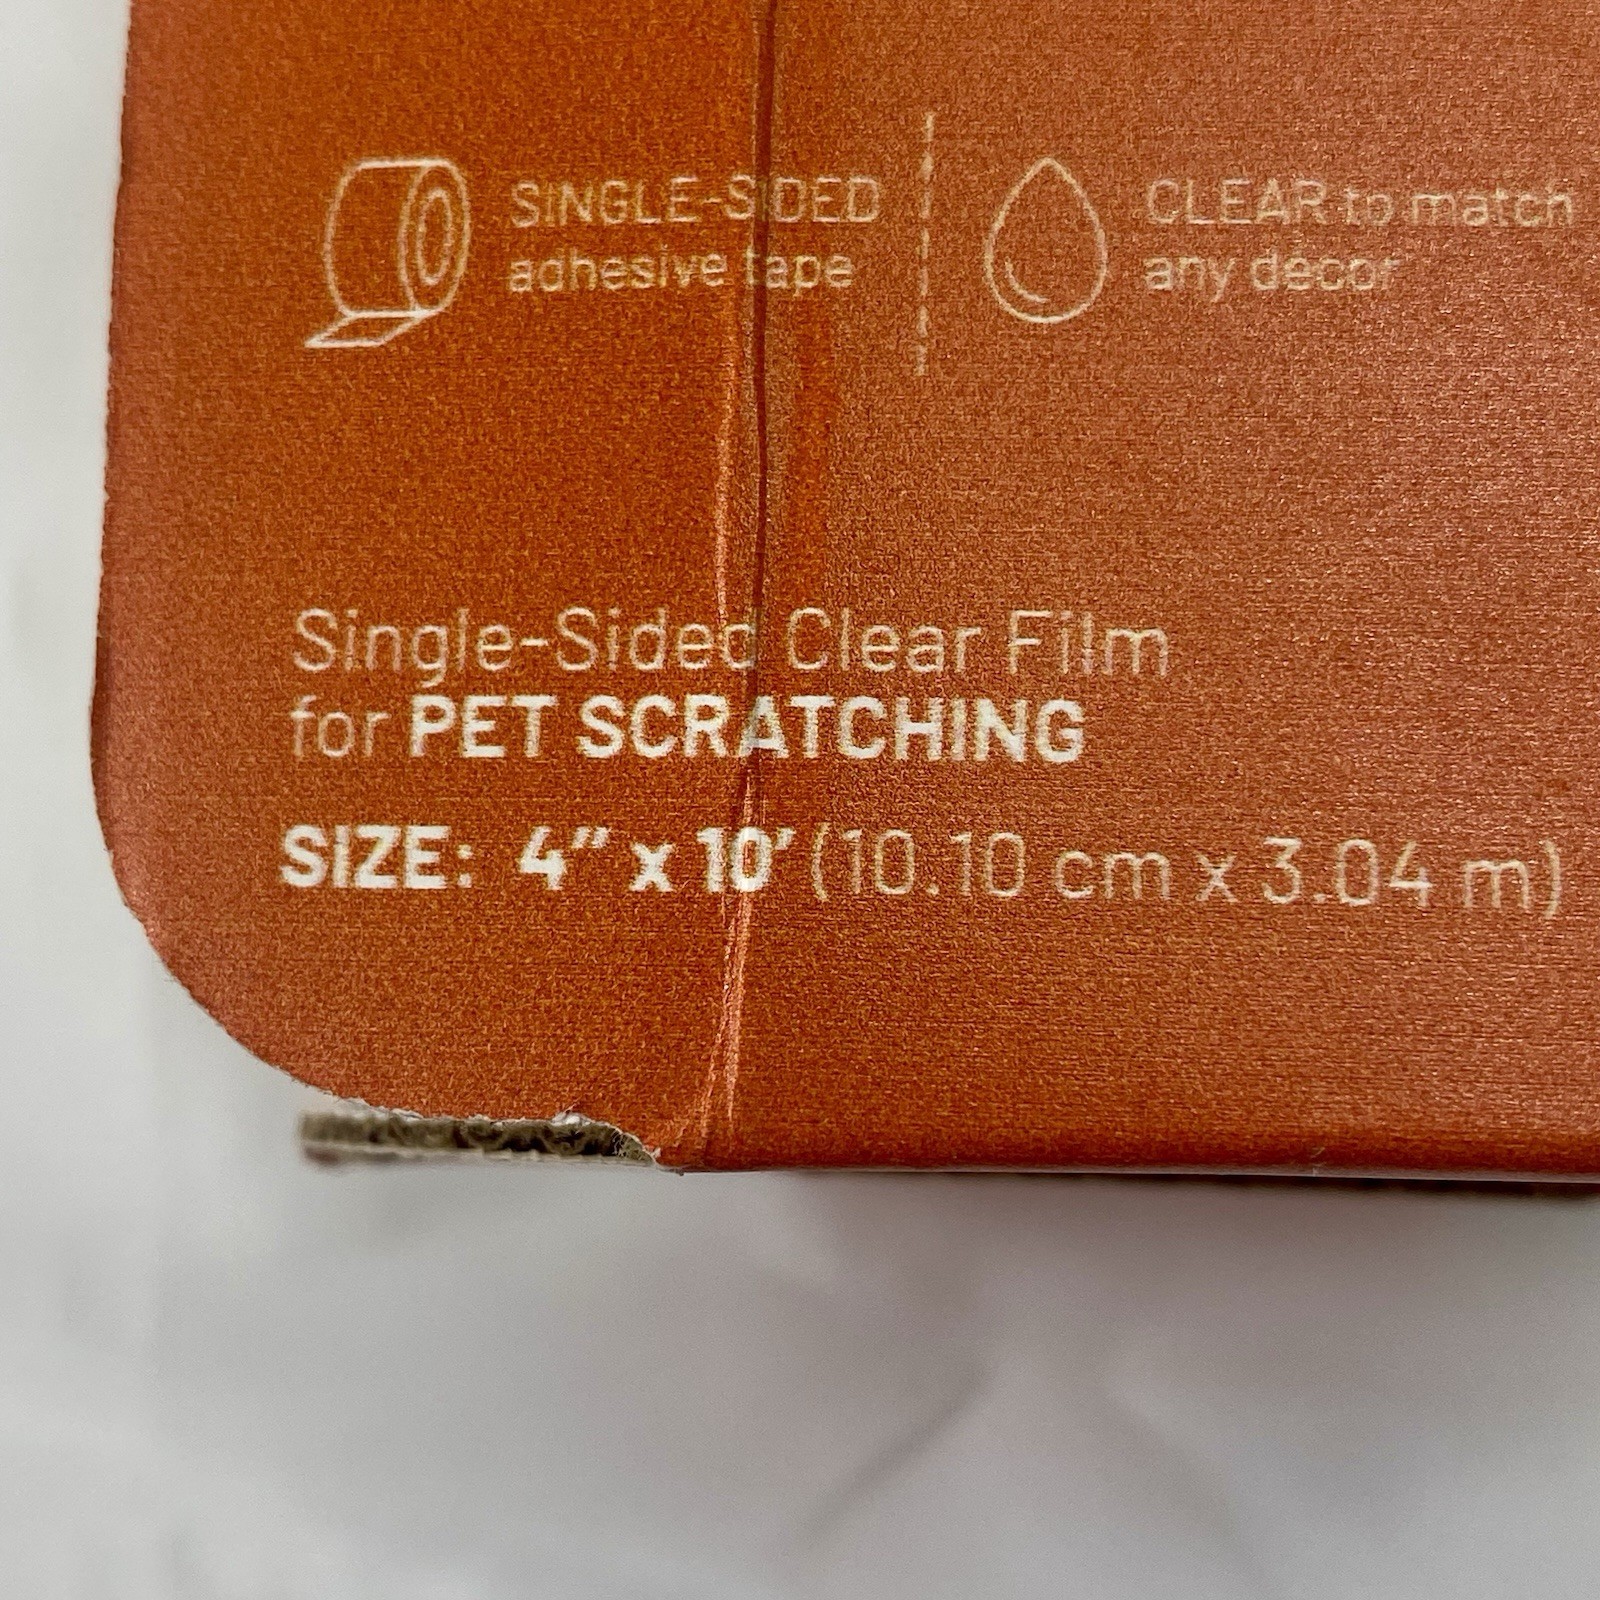 SINGLE-SIDED
adhesive tape
CLEAR to match
any decor
Single-Sided Clear Film
for PET SCRATCHING
SIZE: 4” x 10’ (10.10 cm x 3.04 m)